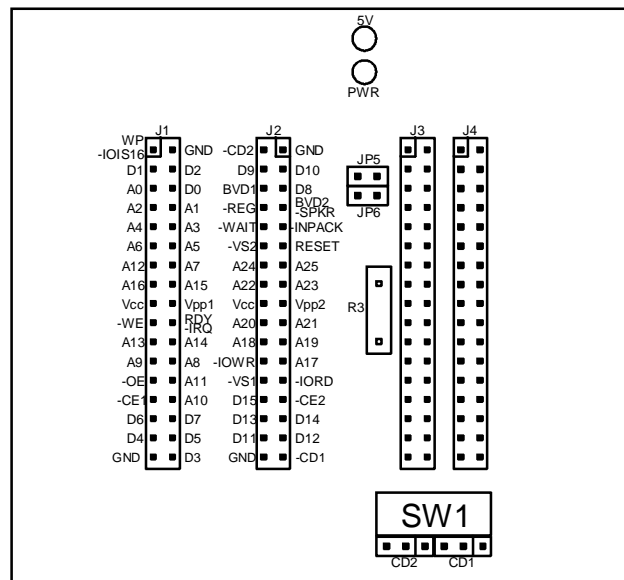 5V
PWR
J1 J2 J3 J4
WP
-IOIS16 GND -CD2 GND
D1 D2 D9 D10 JP5
A0 D0 BVD1 D8
A2 A1 -REG BVD2
-SPKR JP6
A4 A3 -WAIT -INPACK
A6 A5 -VS2 RESET
A12 A7 A24 A25
A16 A15 A22 A23
Vcc Vpp1 Vcc Vpp2 R3
-WE RDY
-IRQ A20 A21
A13 A14 A18 A19
A9 A8 -IOWR A17
-OE A11 -VS1 -IORD
-CE1 A10 D15 -CE2
D6 D7 D13 D14
D4 D5 D11 D12
GND D3 GND -CD1
SW1
CD2 CD1